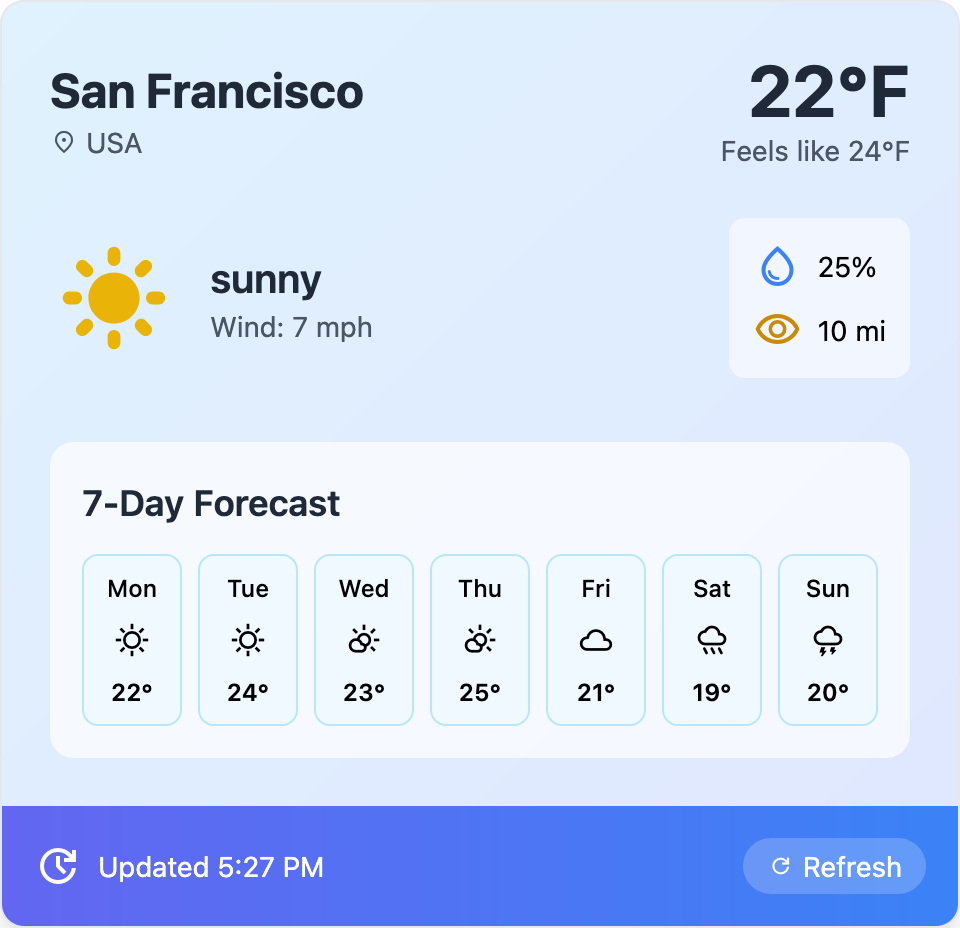 San Francisco
USA
22°F
Feels like 24°F
sunny
Wind: 7 mph
25%
10 mi
7-Day Forecast
Mon
22°
Tue
24°
Wed
23°
Thu
25°
Fri
21°
Sat
19°
Sun
20°
Updated 5:27 PM
Refresh